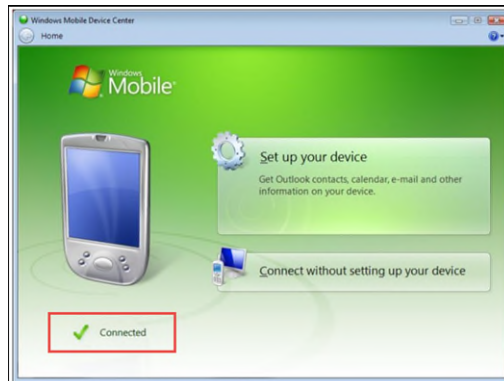 Windows Mobile Device Center
Home
Windows
Mobile
Set up your device
Get Outlook contacts, calendar, e-mail and other
information on your device.
Connect without setting up your device
Connected